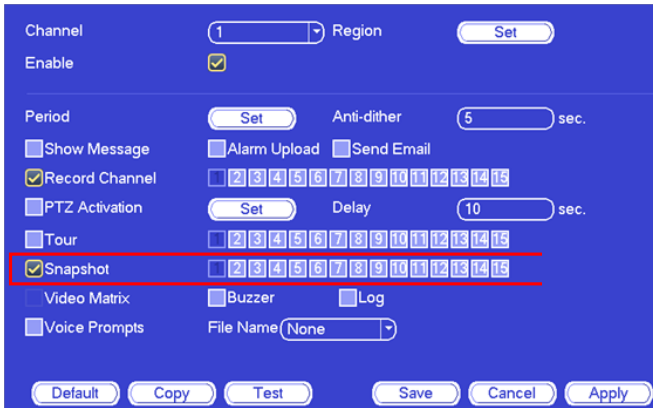 Channel 1 Region Set
Enable
Period Set Anti-dither 5 sec.
Show Message Alarm Upload Send Email
Record Channel 1 2 3 4 5 6 7 8 9 10 11 12 13 14 15
PTZ Activation Set Delay 10 sec.
Tour 1 2 3 4 5 6 7 8 9 10 11 12 13 14 15
Snapshot 1 2 3 4 5 6 7 8 9 10 11 12 13 14 15
Video Matrix Buzzer Log
Voice Prompts File Name None
Default Copy Test Save Cancel Apply